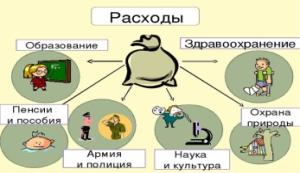 Расходы
Образование
Здравоохранение
Пенсии
и пособия
Армия
и полиция
Наука
и культура
Охрана
природы